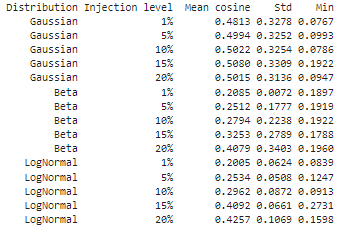 Distribution Injection level Mean cosine Std Min
Gaussian 1% 0.4813 0.3278 0.0767
Gaussian 5% 0.4994 0.3252 0.0993
Gaussian 10% 0.5022 0.3254 0.0786
Gaussian 15% 0.5080 0.3309 0.1922
Gaussian 20% 0.5015 0.3136 0.0947
Beta 1% 0.2085 0.0072 0.1897
Beta 5% 0.2512 0.1777 0.1919
Beta 10% 0.2794 0.2238 0.1922
Beta 15% 0.3253 0.2789 0.1788
Beta 20% 0.4079 0.3403 0.1960
LogNormal 1% 0.2005 0.0624 0.0839
LogNormal 5% 0.2534 0.0508 0.1247
LogNormal 10% 0.2962 0.0872 0.0913
LogNormal 15% 0.4092 0.0661 0.2731
LogNormal 20% 0.4257 0.1069 0.1598